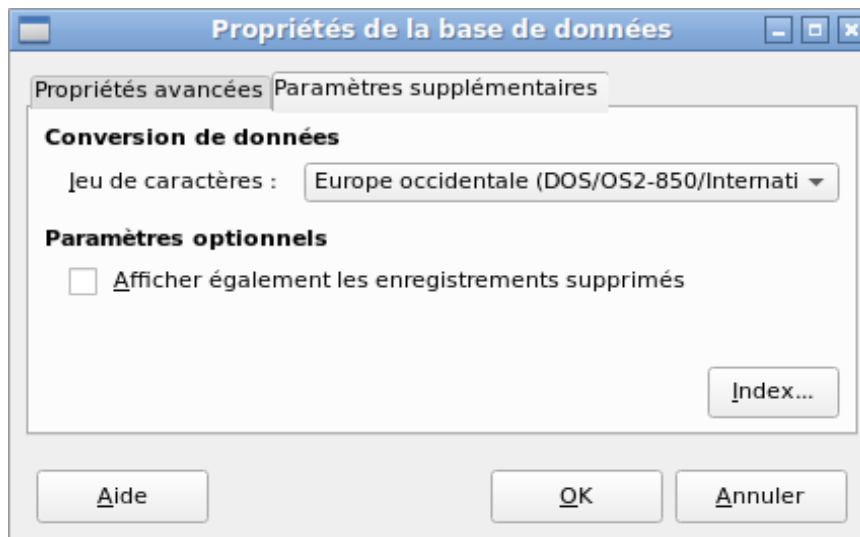 Propriétés de la base de données
Propriétés avancées Paramètres supplémentaires
Conversion de données
Jeu de caractères : Europe occidentale (DOS/OS2-850/Internati
Paramètres optionnels
Afficher également les enregistrements supprimés
Index...
Aide OK Annuler